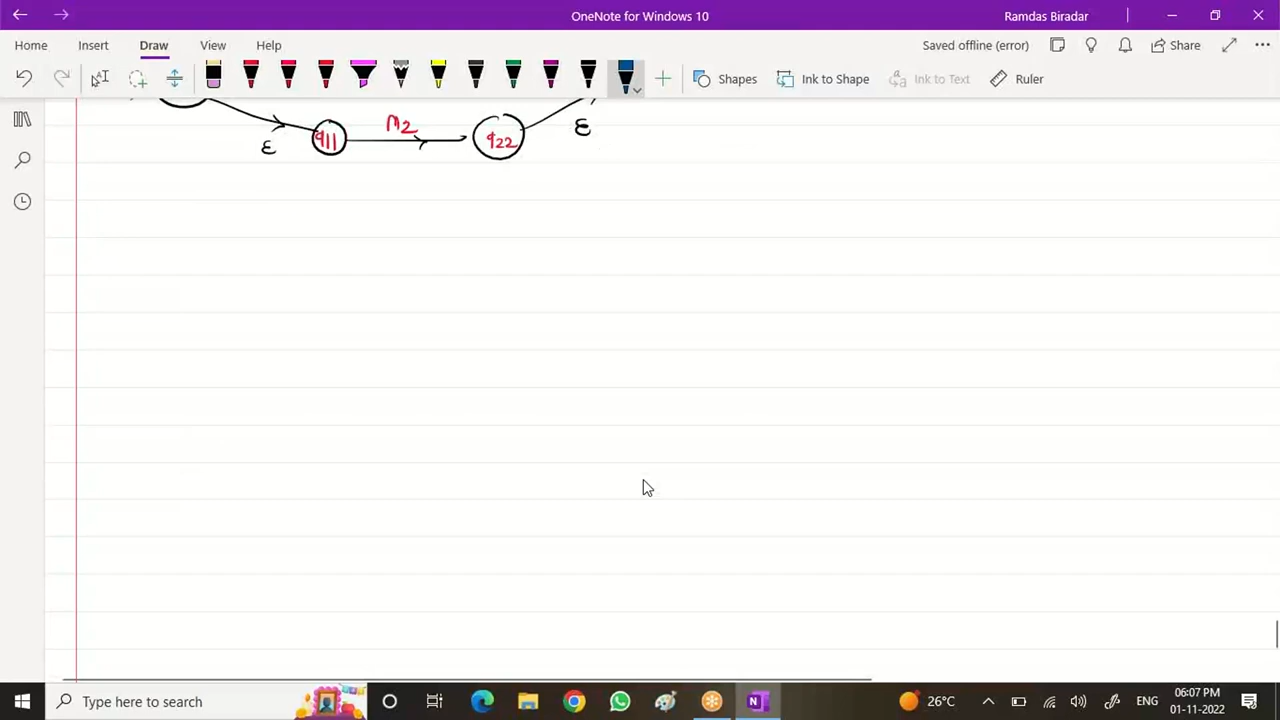 OneNote for Windows 10
Ramdas Biradar
Home Insert Draw View Help
Saved offline (error)
Share
Shapes
Ink to Shape
Ink to Text
Ruler
ε
q11
M2
q22
ε
Type here to search
26°C
ENG
06:07 PM
01-11-2022